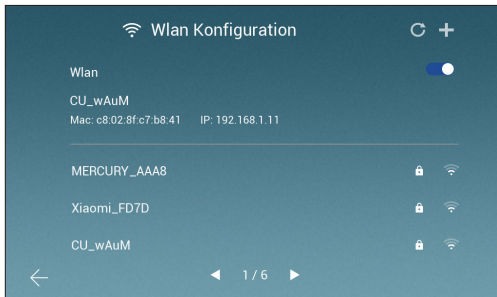 Wlan Konfiguration
Wlan
CU_wAuM
Mac: c8:02:8f:c7:b8:41 IP: 192.168.1.11
MERCURY_AAA8
Xiaomi_FD7D
CU_wAuM
1 / 6